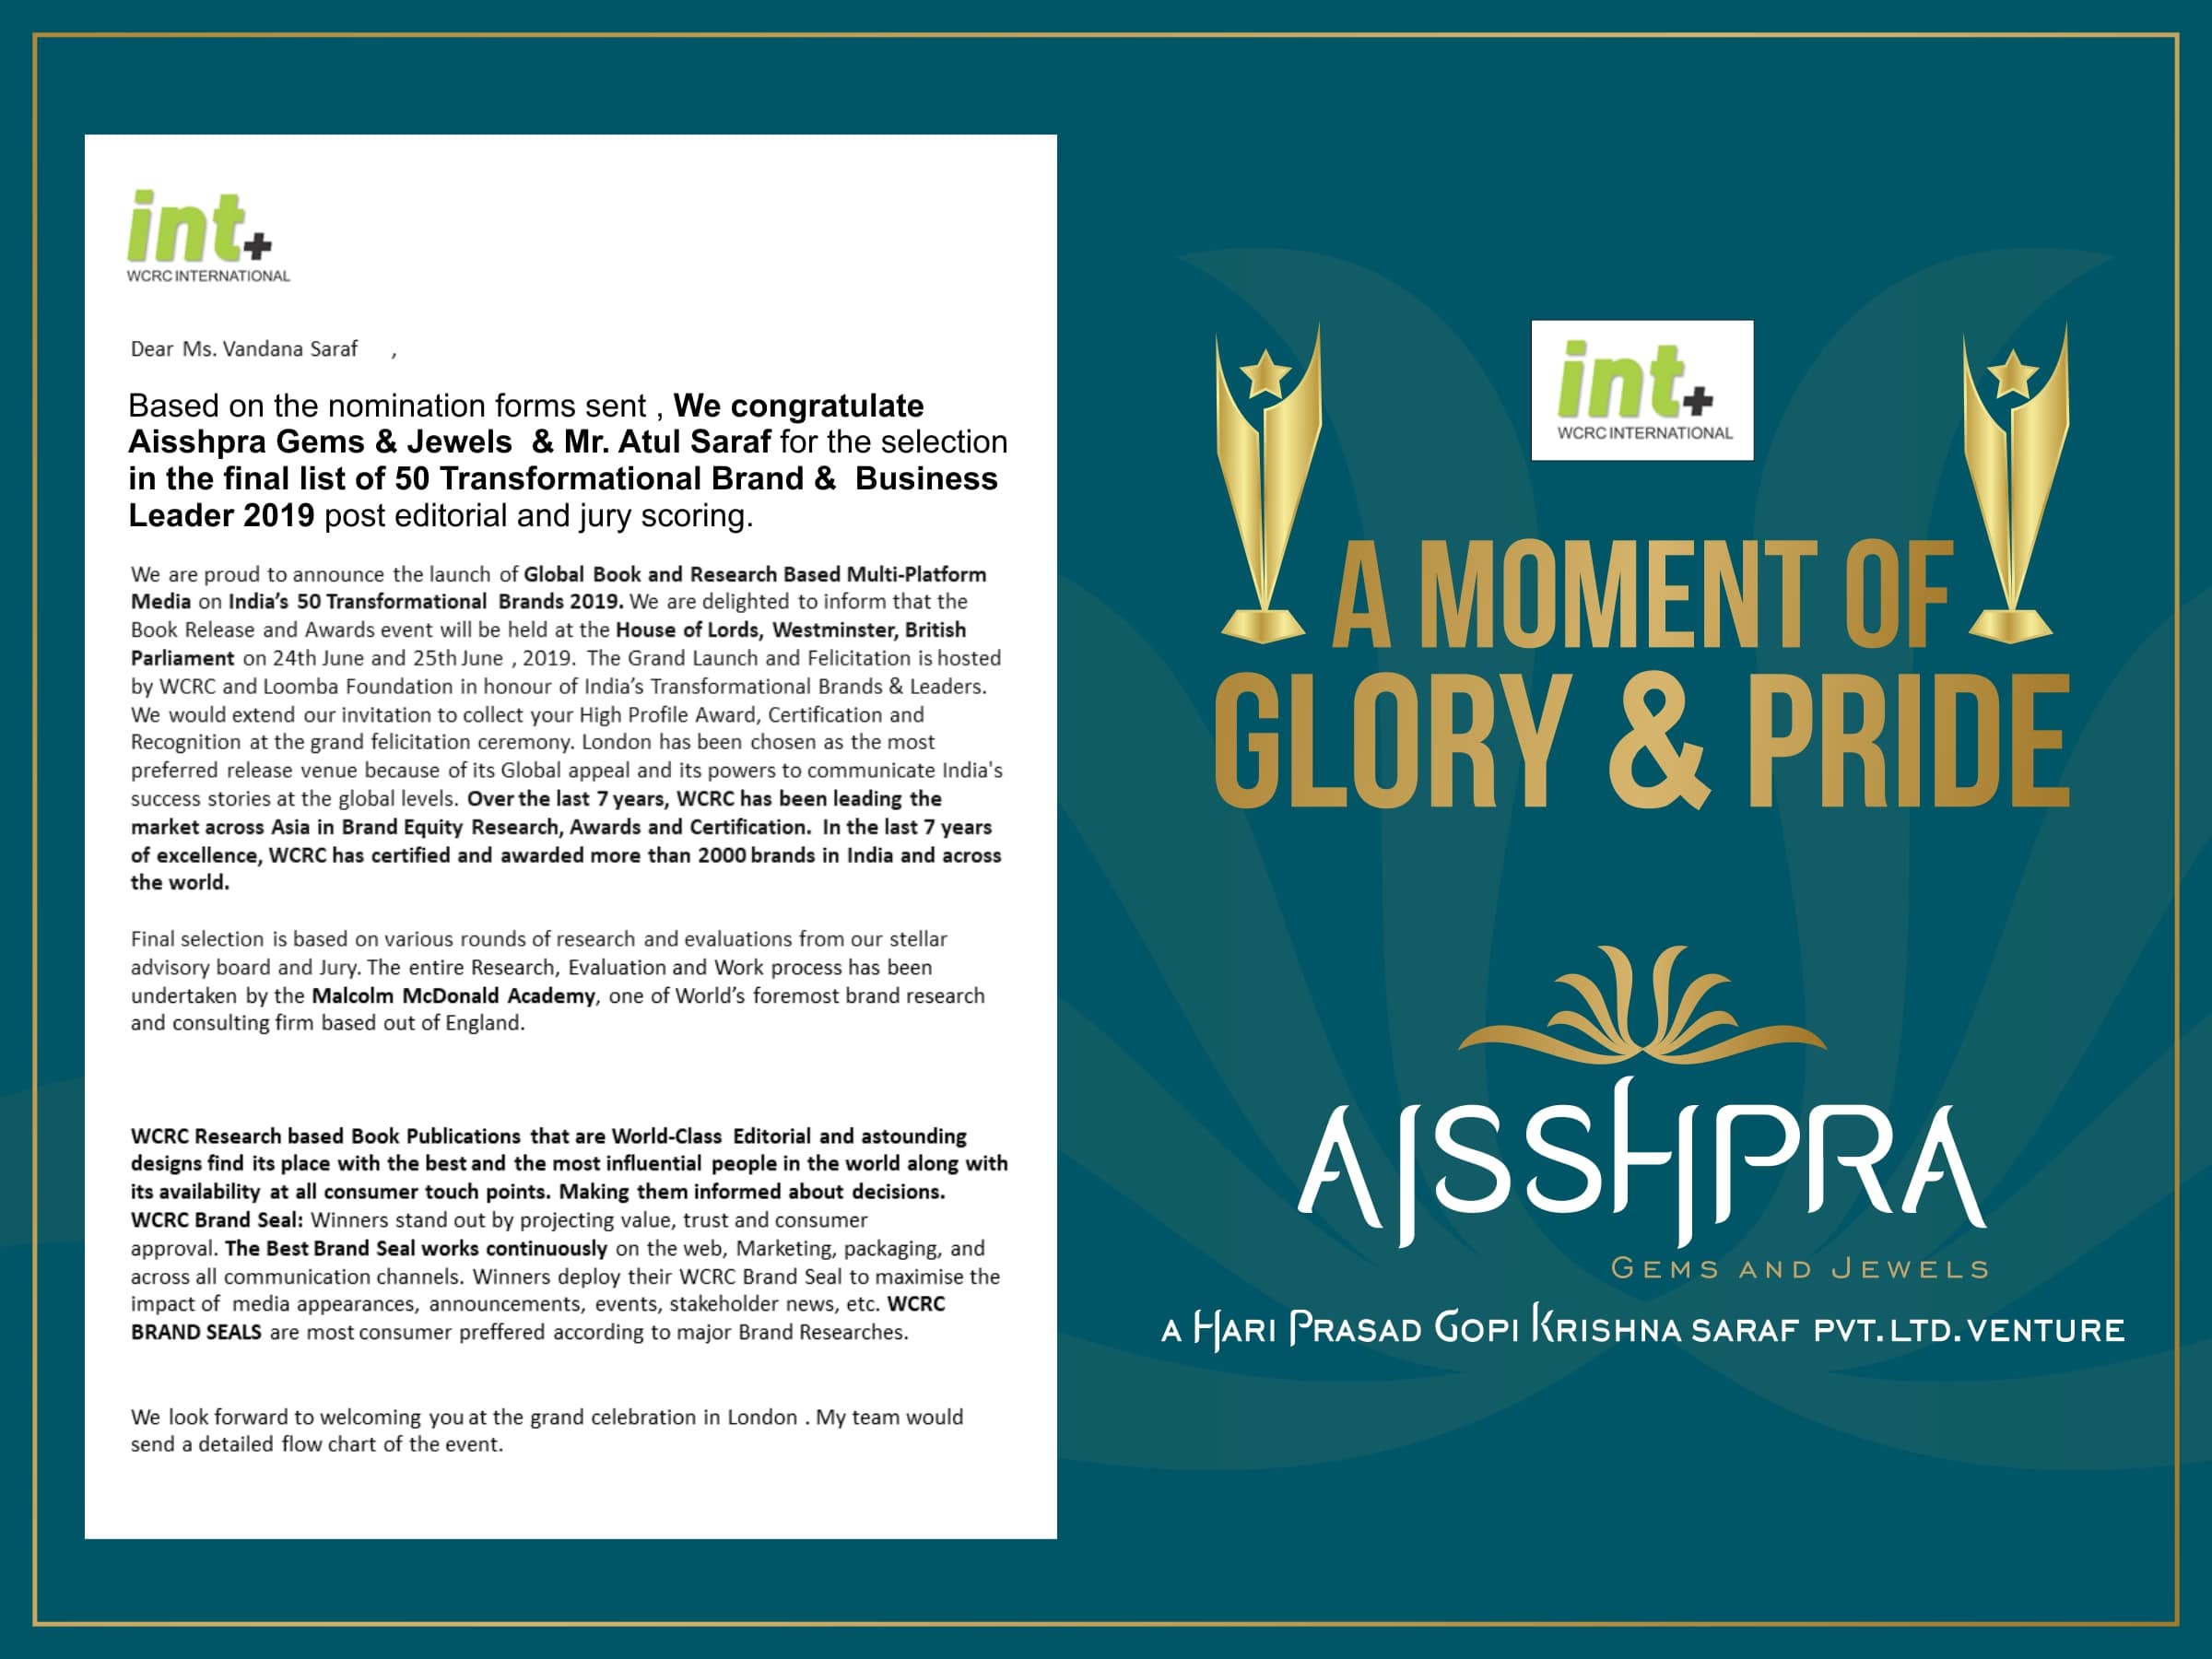 int+
WCRC INTERNATIONAL
Dear Ms. Vandana Saraf ,
Based on the nomination forms sent , We congratulate
Aisshpra Gems & Jewels & Mr. Atul Saraf for the selection
in the final list of 50 Transformational Brand & Business
Leader 2019 post editorial and jury scoring.
We are proud to announce the launch of Global Book and Research Based Multi-Platform
Media on India’s 50 Transformational Brands 2019. We are delighted to inform that the
Book Release and Awards event will be held at the House of Lords, Westminster, British
Parliament on 24th June and 25th June , 2019. The Grand Launch and Felicitation is hosted
by WCRC and Loomba Foundation in honour of India’s Transformational Brands & Leaders.
We would extend our invitation to collect your High Profile Award, Certification and
Recognition at the grand felicitation ceremony. London has been chosen as the most
preferred release venue because of its Global appeal and its powers to communicate India's
success stories at the global levels. Over the last 7 years, WCRC has been leading the
market across Asia in Brand Equity Research, Awards and Certification. In the last 7 years
of excellence, WCRC has certified and awarded more than 2000 brands in India and across
the world.
Final selection is based on various rounds of research and evaluations from our stellar
advisory board and Jury. The entire Research, Evaluation and Work process has been
undertaken by the Malcolm McDonald Academy, one of World’s foremost brand research
and consulting firm based out of England.
WCRC Research based Book Publications that are World-Class Editorial and astounding
designs find its place with the best and the most influential people in the world along with
its availability at all consumer touch points. Making them informed about decisions.
WCRC Brand Seal: Winners stand out by projecting value, trust and consumer
approval. The Best Brand Seal works continuously on the web, Marketing, packaging, and
across all communication channels. Winners deploy their WCRC Brand Seal to maximise the
impact of media appearances, announcements, events, stakeholder news, etc. WCRC
BRAND SEALS are most consumer preffered according to major Brand Researches.
We look forward to welcoming you at the grand celebration in London . My team would
send a detailed flow chart of the event.
int+
WCRC INTERNATIONAL
A MOMENT OF
GLORY & PRIDE
AISSHPRA
GEMS AND JEWELS
A HARI PRASAD GOPI KRISHNA SARAF PVT. LTD. VENTURE